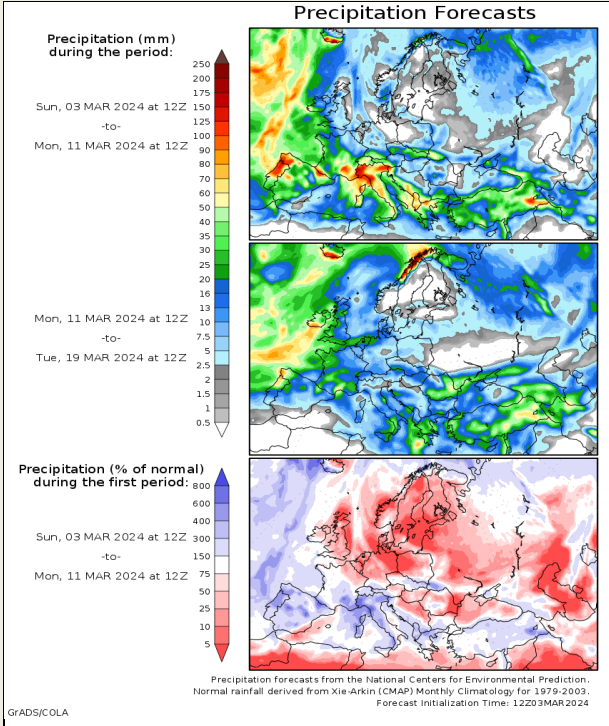 Precipitation Forecasts
Precipitation (mm)
during the period:
Sun, 03 MAR 2024 at 12Z
-to-
Mon, 11 MAR 2024 at 12Z
250
200
175
150
125
100
90
80
70
60
50
40
35
30
25
20
16
13
10
7.5
5
2.5
2
1.5
1
0.5
Mon, 11 MAR 2024 at 12Z
-to-
Tue, 19 MAR 2024 at 12Z
Precipitation (% of normal)
during the first period:
800
600
400
300
150
75
50
25
10
5
Sun, 03 MAR 2024 at 12Z
-to-
Mon, 11 MAR 2024 at 12Z
Precipitation forecasts from the National Centers for Environmental Prediction.
Normal rainfall derived from Xie-Arkin (CMAP) Monthly Climatology for 1979-2003.
Forecast Initialization Time: 12Z03MAR2024
GrADS/COLA